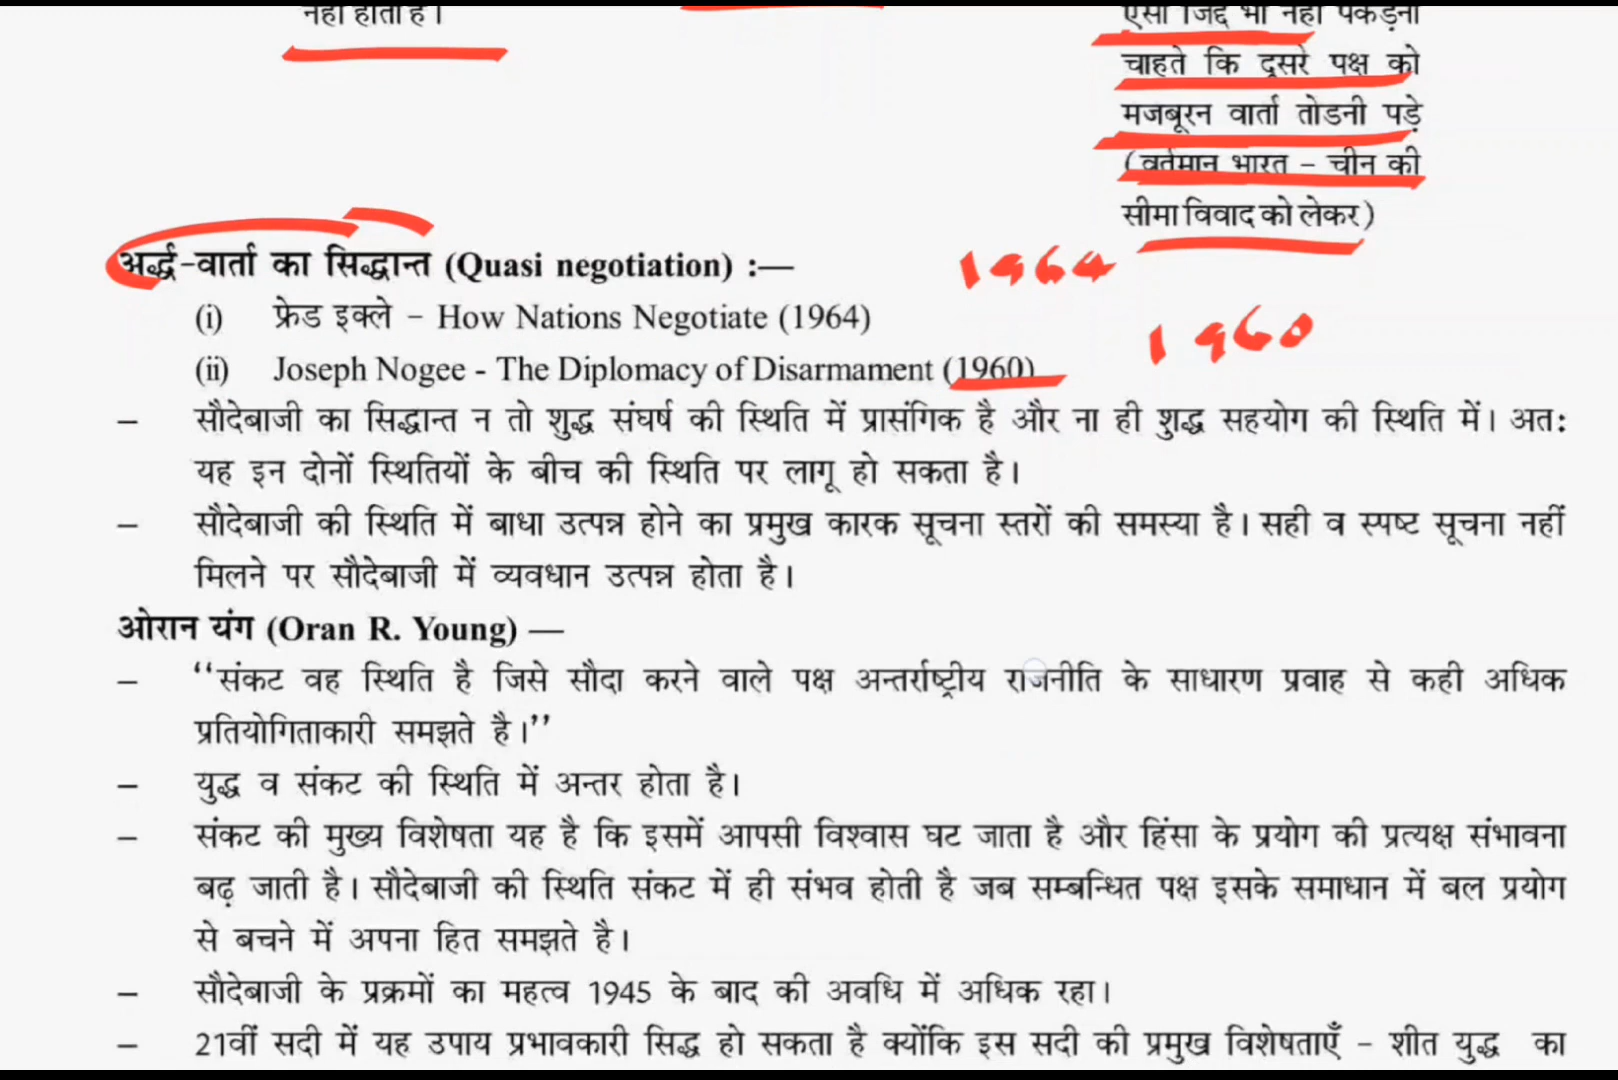 नहीं होता है।
ऐसी जिद्द भी नहीं पकड़नी
चाहते कि दूसरे पक्ष को
मजबूरन वार्ता तोडनी पड़े
(वर्तमान भारत – चीन की
सीमा विवाद को लेकर)
अर्द्ध-वार्ता का सिद्धान्त (Quasi negotiation) :—
1964
(i) फ्रेड इक्ले – How Nations Negotiate (1964)
1960
(ii) Joseph Nogee - The Diplomacy of Disarmament (1960)
– सौदेबाजी का सिद्धान्त न तो शुद्ध संघर्ष की स्थिति में प्रासंगिक है और ना ही शुद्ध सहयोग की स्थिति में। अतः
यह इन दोनों स्थितियों के बीच की स्थिति पर लागू हो सकता है।
– सौदेबाजी की स्थिति में बाधा उत्पन्न होने का प्रमुख कारक सूचना स्तरों की समस्या है। सही व स्पष्ट सूचना नहीं
मिलने पर सौदेबाजी में व्यवधान उत्पन्न होता है।
ओरान यंग (Oran R. Young) —
– ‘‘संकट वह स्थिति है जिसे सौदा करने वाले पक्ष अन्तर्राष्ट्रीय राजनीति के साधारण प्रवाह से कही अधिक
प्रतियोगिताकारी समझते है।’’
– युद्ध व संकट की स्थिति में अन्तर होता है।
– संकट की मुख्य विशेषता यह है कि इसमें आपसी विश्वास घट जाता है और हिंसा के प्रयोग की प्रत्यक्ष संभावना
बढ़ जाती है। सौदेबाजी की स्थिति संकट में ही संभव होती है जब सम्बन्धित पक्ष इसके समाधान में बल प्रयोग
से बचने में अपना हित समझते है।
– सौदेबाजी के प्रक्रमों का महत्व 1945 के बाद की अवधि में अधिक रहा।
– 21वीं सदी में यह उपाय प्रभावकारी सिद्ध हो सकता है क्योंकि इस सदी की प्रमुख विशेषताएँ – शीत युद्ध का